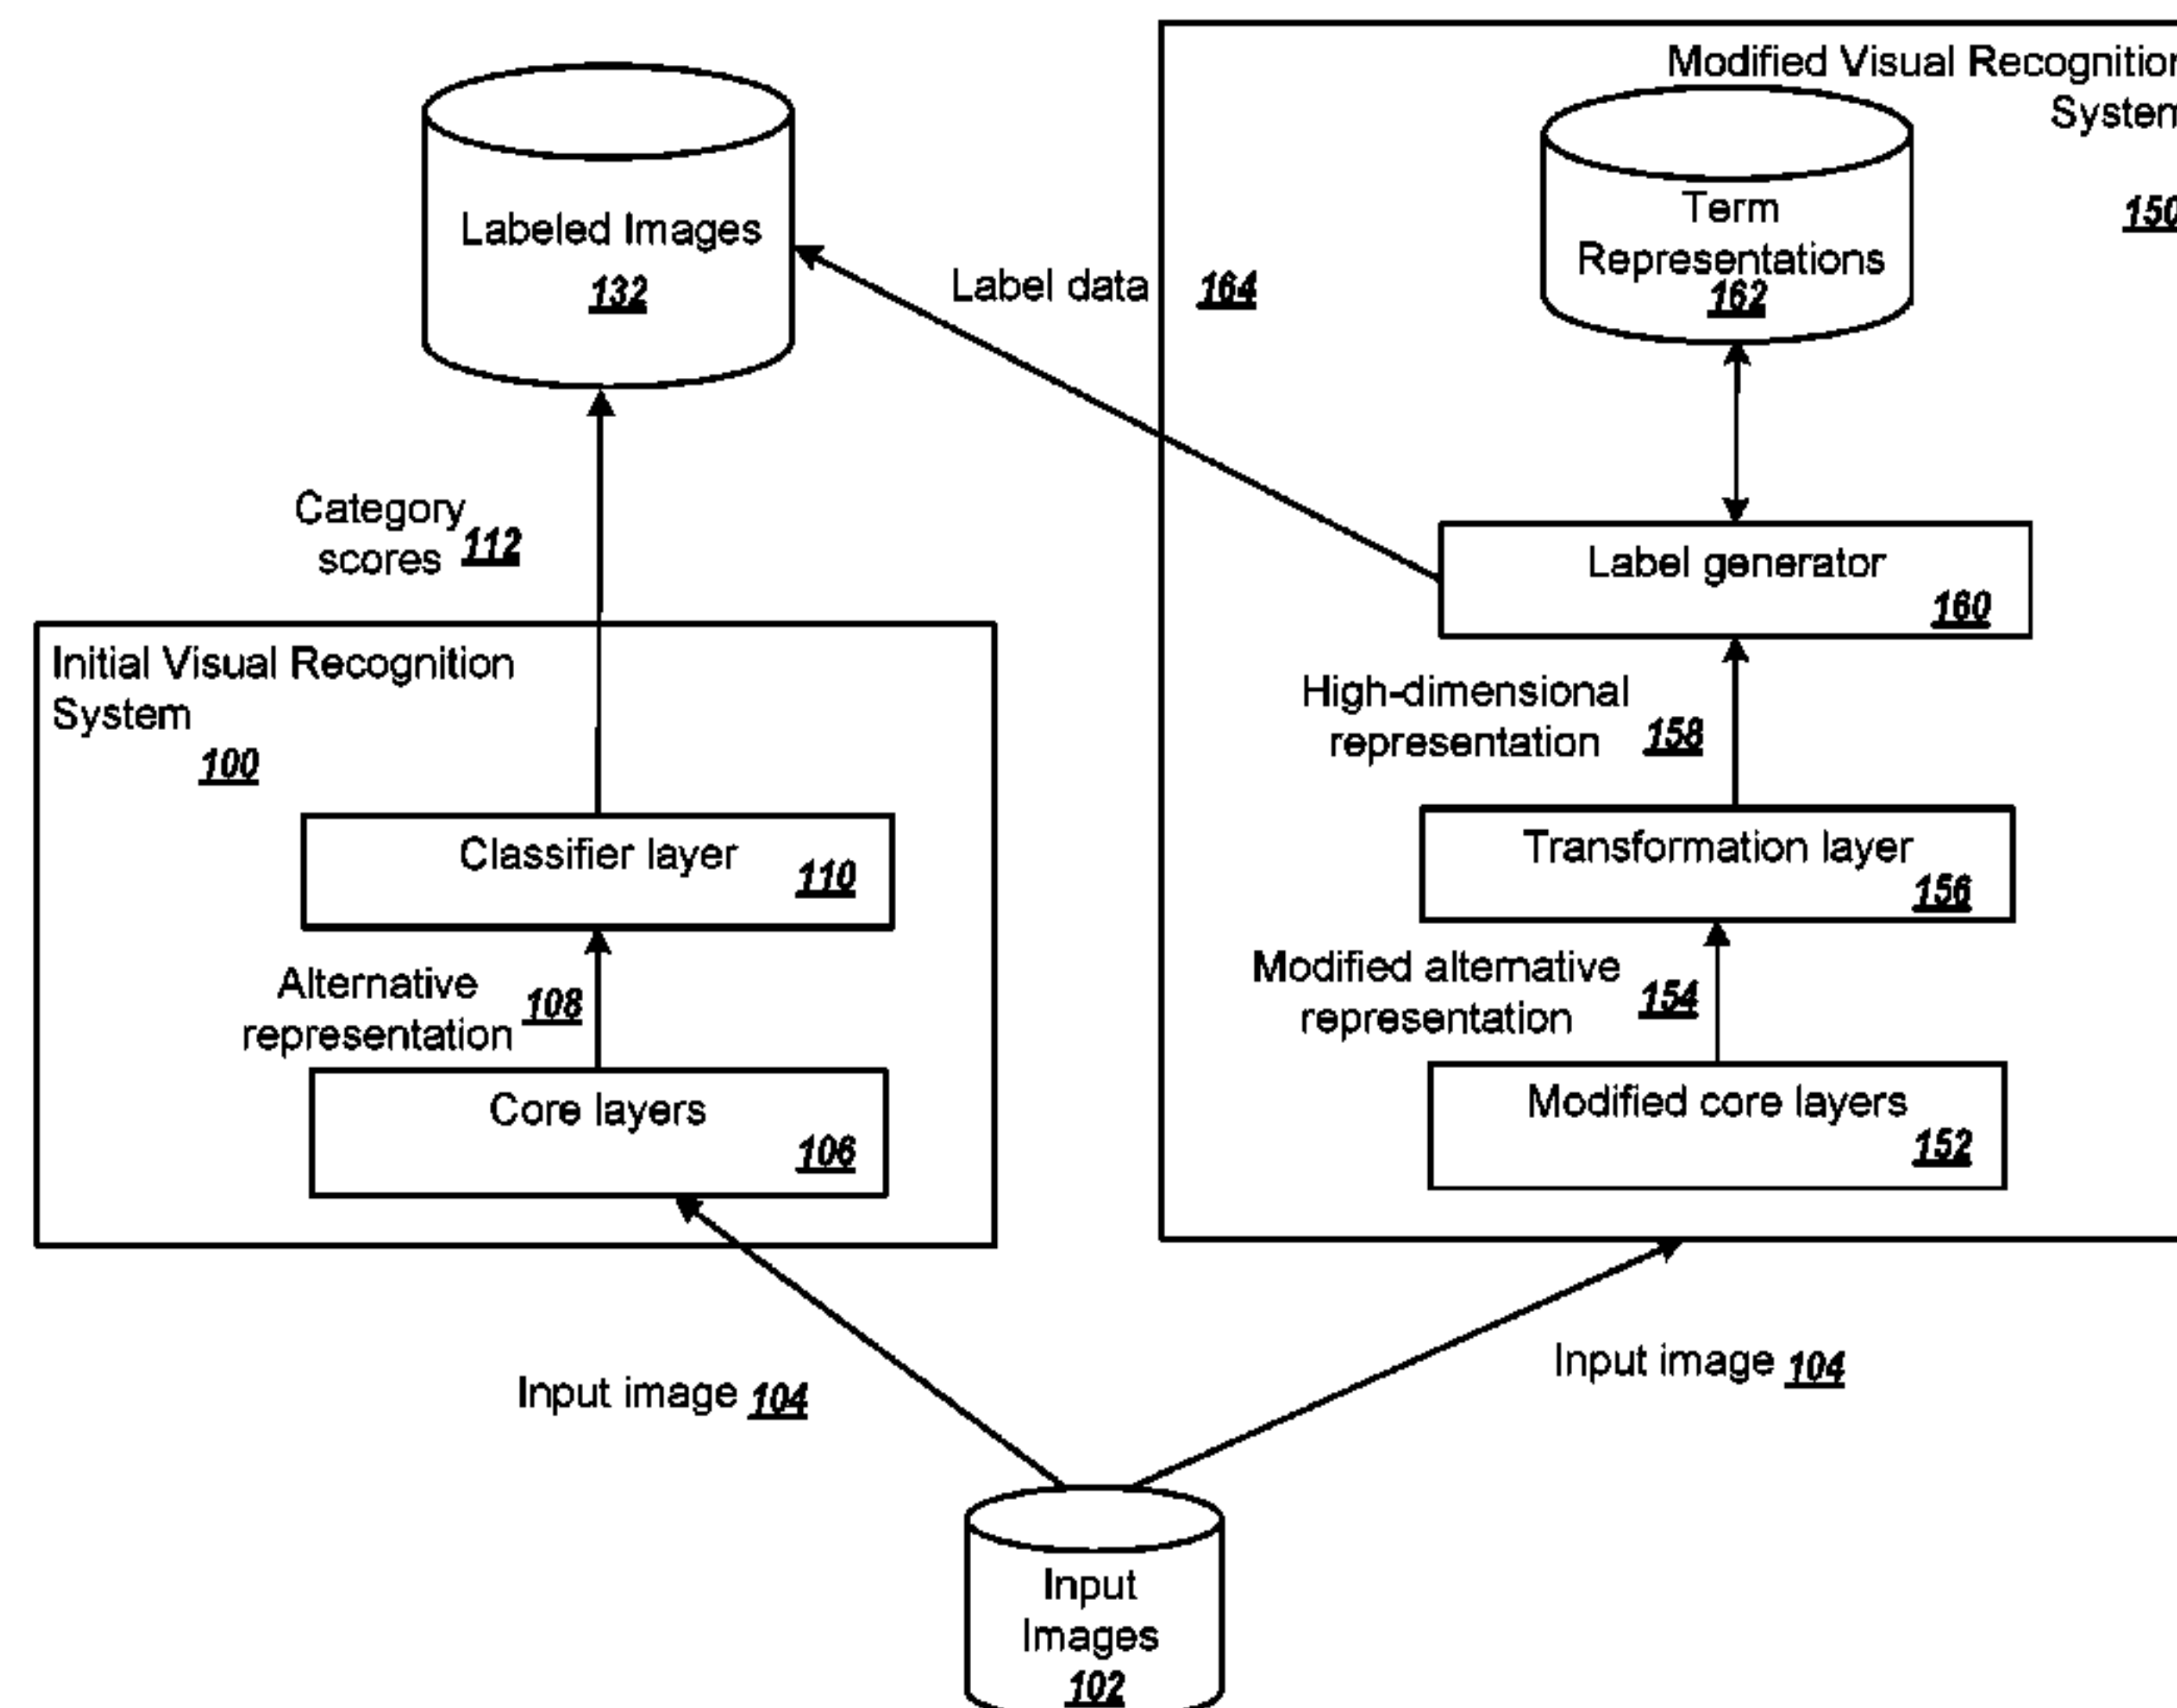 Modified Visual Recognition
System
150
Labeled Images
132
Term
Representations
162
Label data 164
Category
scores 112
Label generator
160
Initial Visual Recognition
System
100
High-dimensional
representation 158
Classifier layer
110
Transformation layer
156
Alternative
representation 108
Modified alternative
representation 154
Core layers
106
Modified core layers
152
Input image 104
Input image 104
Input
Images
102